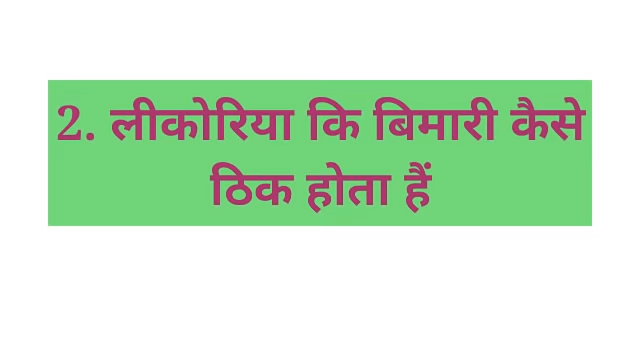 2. लीकोरिया कि बिमारी कैसे
ठिक होता हैं